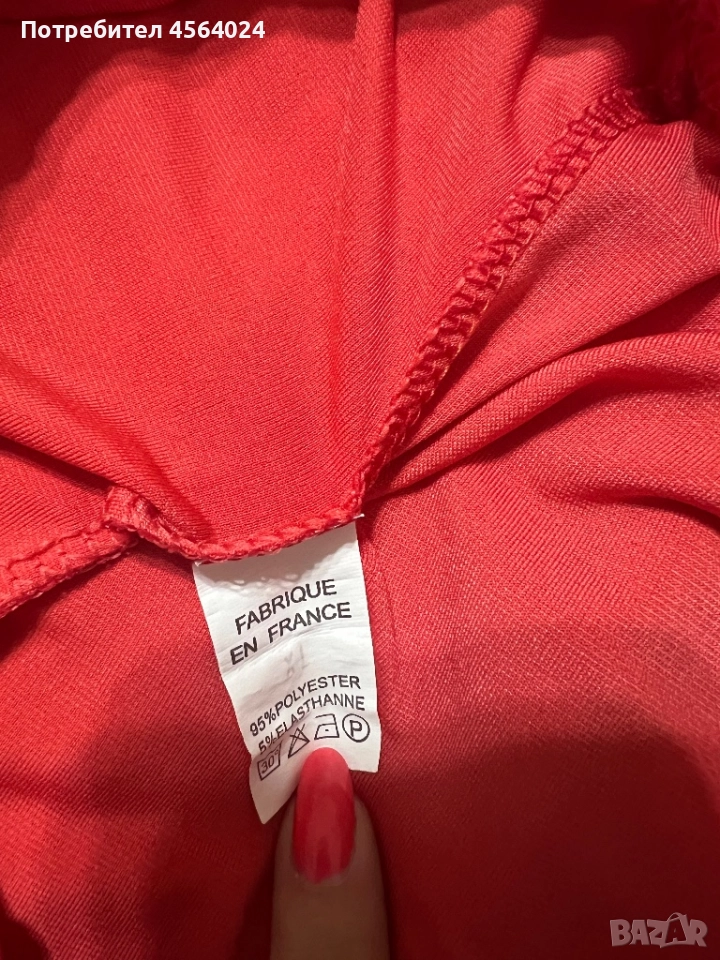 Потребител 4564024
FABRIQUE
EN FRANCE
95%POLYESTER
5%ELASTHANNE
30° P
BAZAR